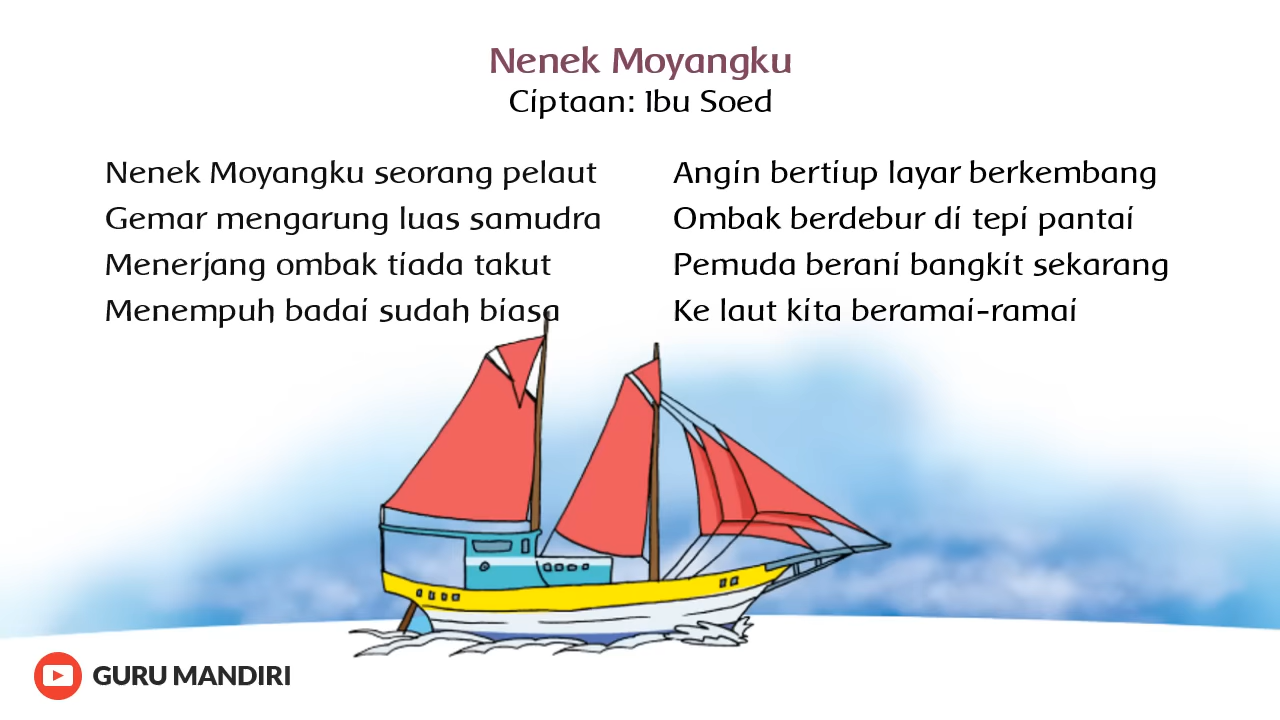 Nenek Moyangku
Ciptaan: Ibu Soed
Nenek Moyangku seorang pelaut
Gemar mengarung luas samudra
Menerjang ombak tiada takut
Menempuh badai sudah biasa
Angin bertiup layar berkembang
Ombak berdebur di tepi pantai
Pemuda berani bangkit sekarang
Ke laut kita beramai-ramai
GURU MANDIRI